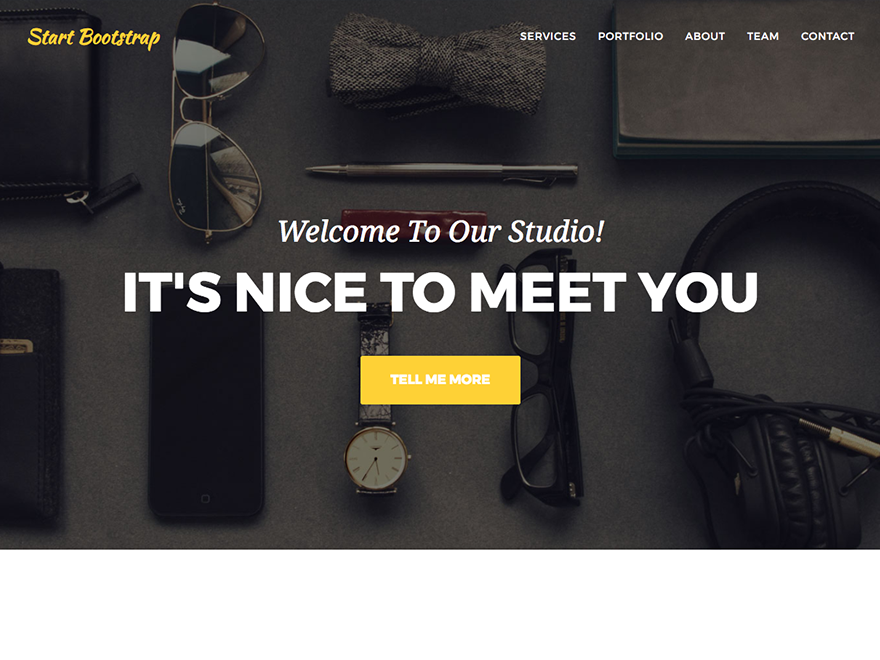 Start Bootstrap
SERVICES PORTFOLIO ABOUT TEAM CONTACT
Welcome To Our Studio!
IT'S NICE TO MEET YOU
TELL ME MORE